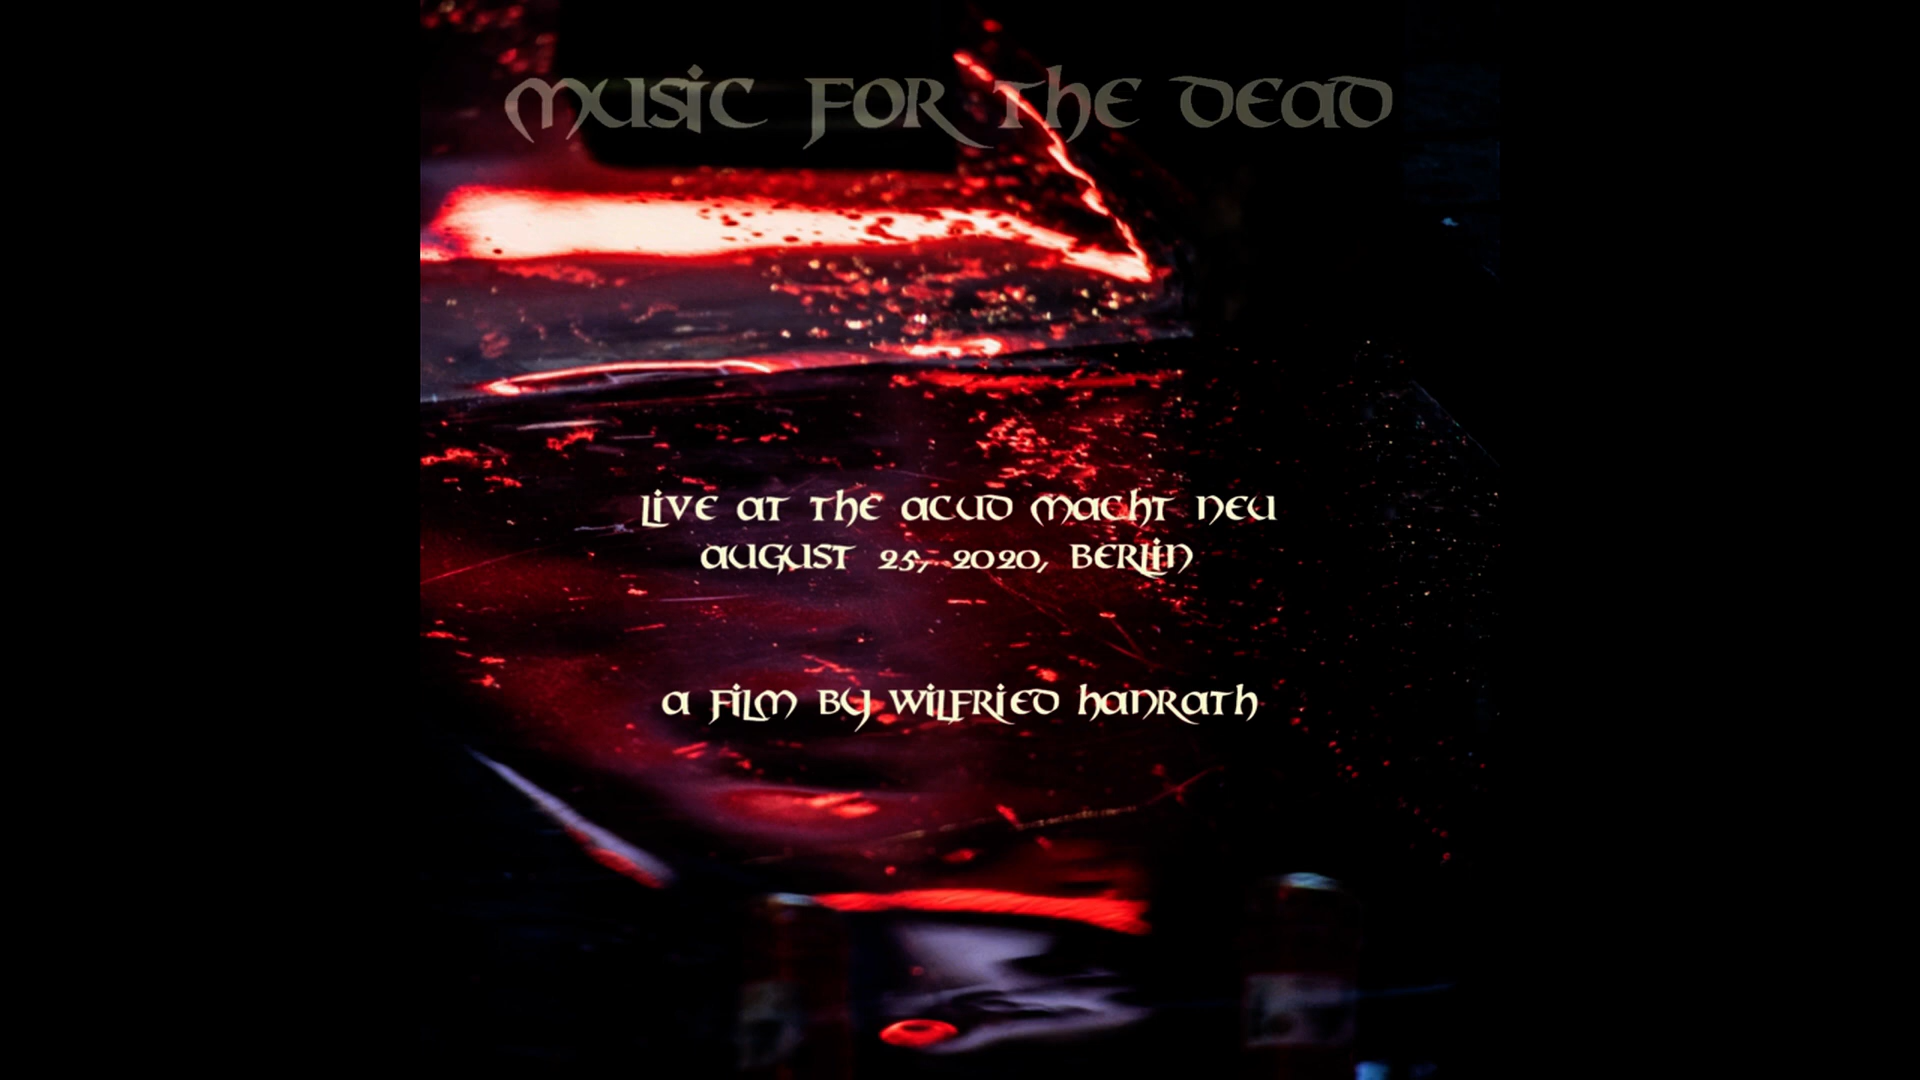 Music for the Dead
Live at the Acud Macht Neu
August 25, 2020, Berlin
A film by Wilfried Hanrath